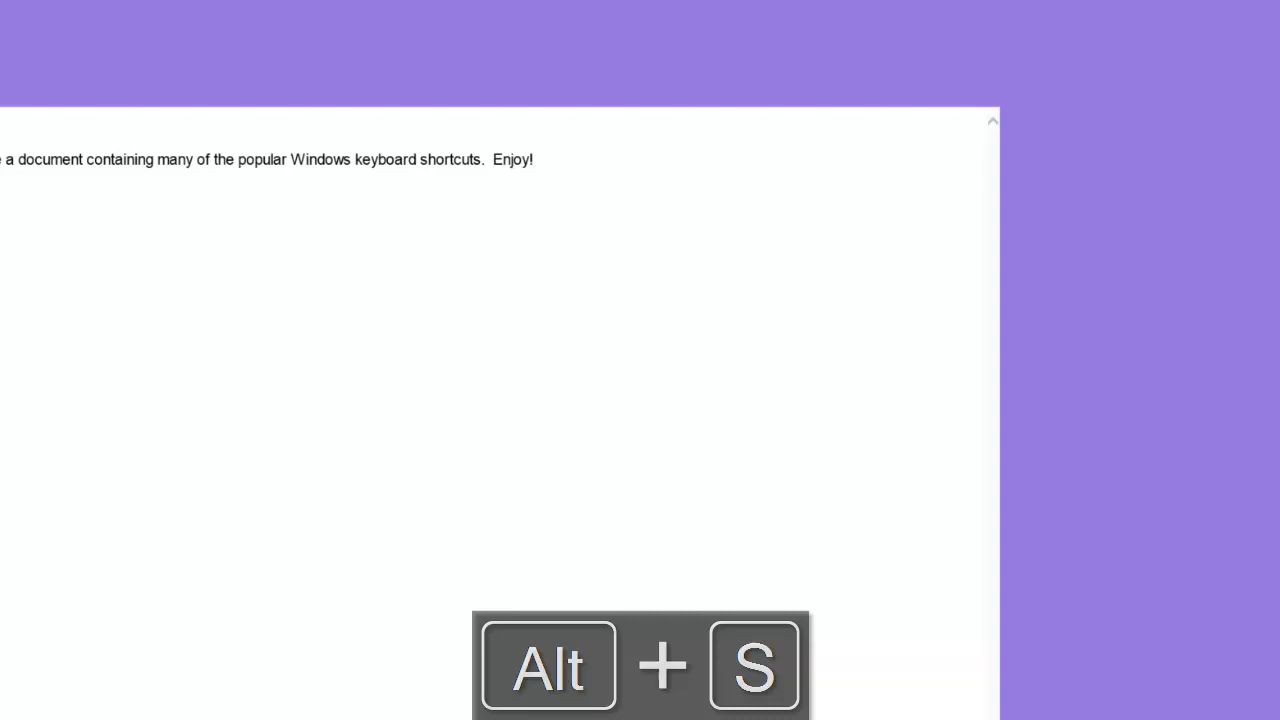 a document containing many of the popular Windows keyboard shortcuts.  Enjoy!
Alt + S